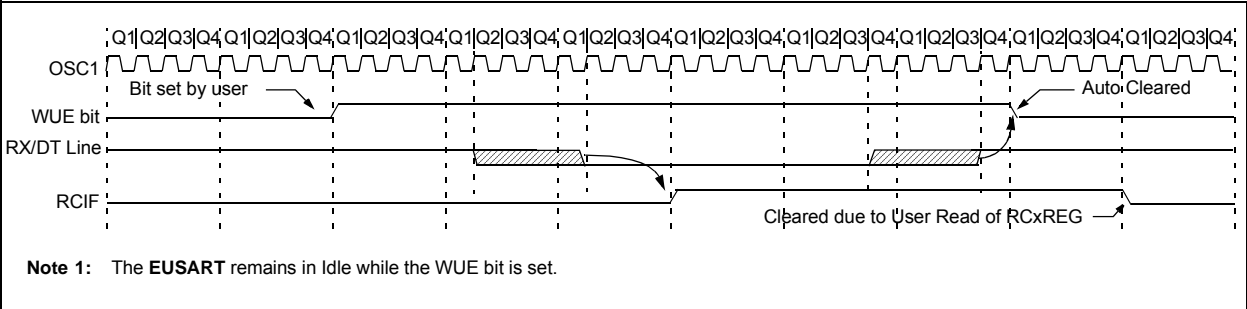 Q1|Q2|Q3|Q4 Q1|Q2|Q3|Q4 Q1|Q2|Q3|Q4 Q1|Q2|Q3|Q4 Q1|Q2|Q3|Q4 Q1|Q2|Q3|Q4 Q1|Q2|Q3|Q4 Q1|Q2|Q3|Q4 Q1|Q2|Q3|Q4 Q1|Q2|Q3|Q4
OSC1
Bit set by user
Auto Cleared
WUE bit
RX/DT Line
RCIF
Cleared due to User Read of RCxREG
Note 1: The EUSART remains in Idle while the WUE bit is set.